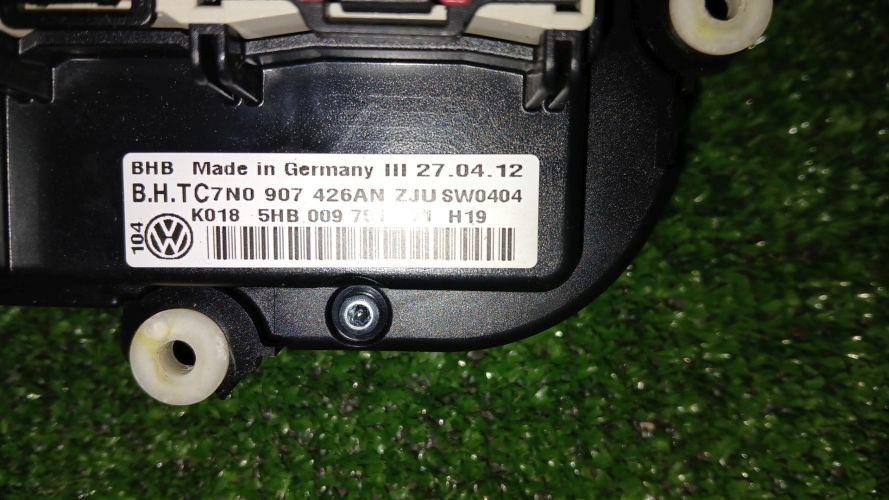 BHB Made in Germany III 27.04.12
B.H.TC7N0 907 426AN ZJU SW0404
K018 5HB 009 H19
104